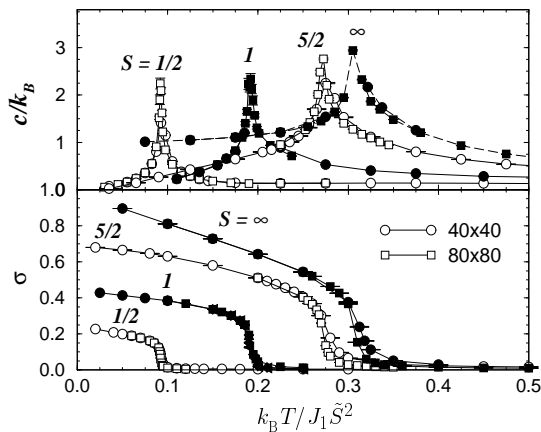 S = 1/2
1
5/2
∞
c/k_B
3
2
1
0
1.0
0.8
0.6
0.4
0.2
0.0
σ
5/2
S = ∞
1
1/2
40x40
80x80
0.0 0.1 0.2 0.3 0.4 0.5
k_B T/J_1 S̃^2